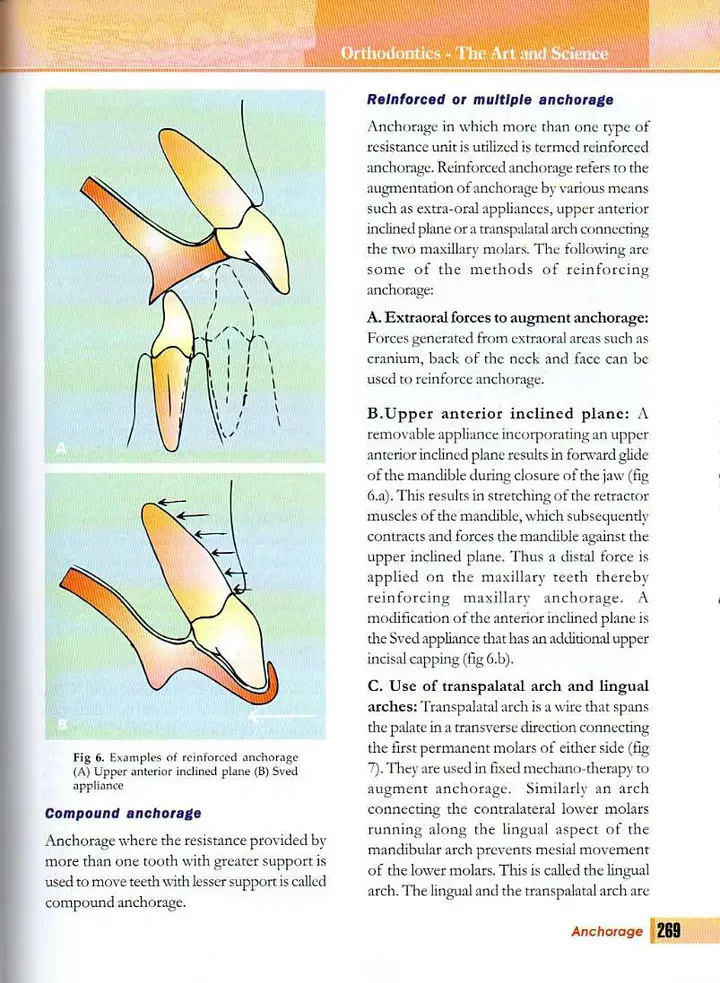 Orthodontics - The Art and Science
A
B
Fig 6. Examples of reinforced anchorage
(A) Upper anterior inclined plane (B) Sved
appliance
Compound anchorage
Anchorage where the resistance provided by
more than one tooth with greater support is
used to move teeth with lesser support is called
compound anchorage.
Reinforced or multiple anchorage
Anchorage in which more than one type of
resistance unit is utilized is termed reinforced
anchorage. Reinforced anchorage refers to the
augmentation of anchorage by various means
such as extra-oral appliances, upper anterior
inclined plane or a transpalatal arch connecting
the two maxillary molars. The following are
some of the methods of reinforcing
anchorage:
A. Extraoral forces to augment anchorage:
Forces generated from extraoral areas such as
cranium, back of the neck and face can be
used to reinforce anchorage.
B.Upper anterior inclined plane: A
removable appliance incorporating an upper
anterior inclined plane results in forward glide
of the mandible during closure of the jaw (fig
6.a). This results in stretching of the retractor
muscles of the mandible, which subsequently
contracts and forces the mandible against the
upper inclined plane. Thus a distal force is
applied on the maxillary teeth thereby
reinforcing maxillary anchorage. A
modification of the anterior inclined plane is
the Sved appliance that has an additional upper
incisal capping (fig 6.b).
C. Use of transpalatal arch and lingual
arches: Transpalatal arch is a wire that spans
the palate in a transverse direction connecting
the first permanent molars of either side (fig
7). They are used in fixed mechano-therapy to
augment anchorage. Similarly an arch
connecting the contralateral lower molars
running along the lingual aspect of the
mandibular arch prevents mesial movement
of the lower molars. This is called the lingual
arch. The lingual and the transpalatal arch are
Anchorage 269